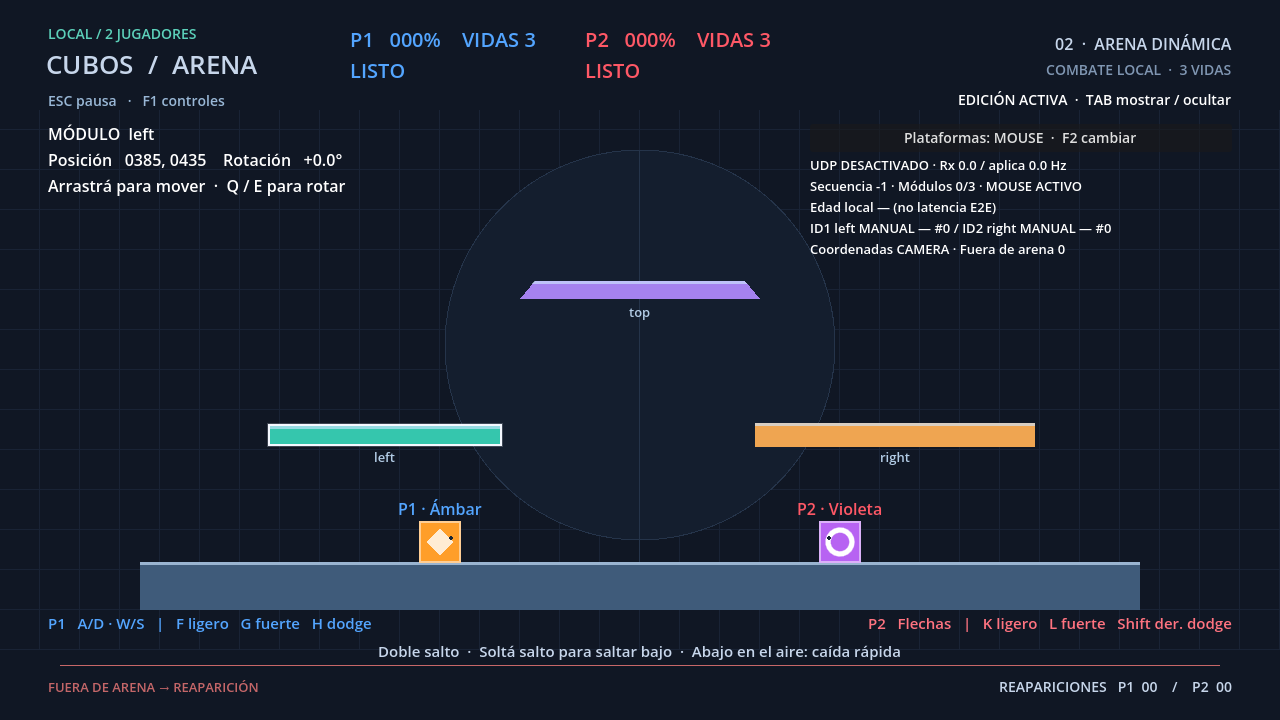 LOCAL / 2 JUGADORES
CUBOS / ARENA
ESC pausa · F1 controles
P1 000% VIDAS 3
LISTO
P2 000% VIDAS 3
LISTO
02 · ARENA DINÁMICA
COMBATE LOCAL · 3 VIDAS
EDICIÓN ACTIVA · TAB mostrar / ocultar
MÓDULO left
Posición 0385, 0435 Rotación +0.0°
Arrastrá para mover · Q / E para rotar
Plataformas: MOUSE · F2 cambiar
UDP DESACTIVADO · Rx 0.0 / aplica 0.0 Hz
Secuencia -1 · Módulos 0/3 · MOUSE ACTIVO
Edad local — (no latencia E2E)
ID1 left MANUAL — #0 / ID2 right MANUAL — #0
Coordenadas CAMERA · Fuera de arena 0
top
left
right
P1 · Ámbar
P2 · Violeta
P1 A/D · W/S | F ligero G fuerte H dodge
P2 Flechas | K ligero L fuerte Shift der. dodge
Doble salto · Soltá salto para saltar bajo · Abajo en el aire: caída rápida
FUERA DE ARENA → REAPARICIÓN
REAPARICIONES P1 00 / P2 00